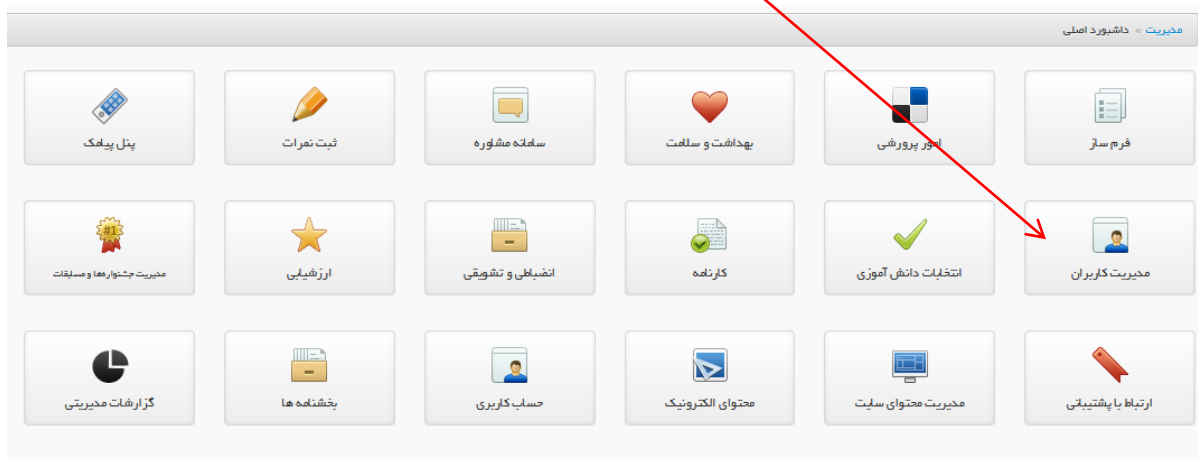 مدیریت » داشبورد اصلی
فرم ساز
امور پرورشی
بهداشت و سلامت
سامانه مشاوره
ثبت نمرات
پنل پیامک
مدیریت کاربران
انتخابات دانش آموزی
کارنامه
انضباطی و تشویقی
ارزشیابی
#1
مدیریت جشنواره‌ها و مسابقات
ارتباط با پشتیبانی
مدیریت محتوای سایت
محتوای الکترونیک
حساب کاربری
بخشنامه ها
گزارشات مدیریتی